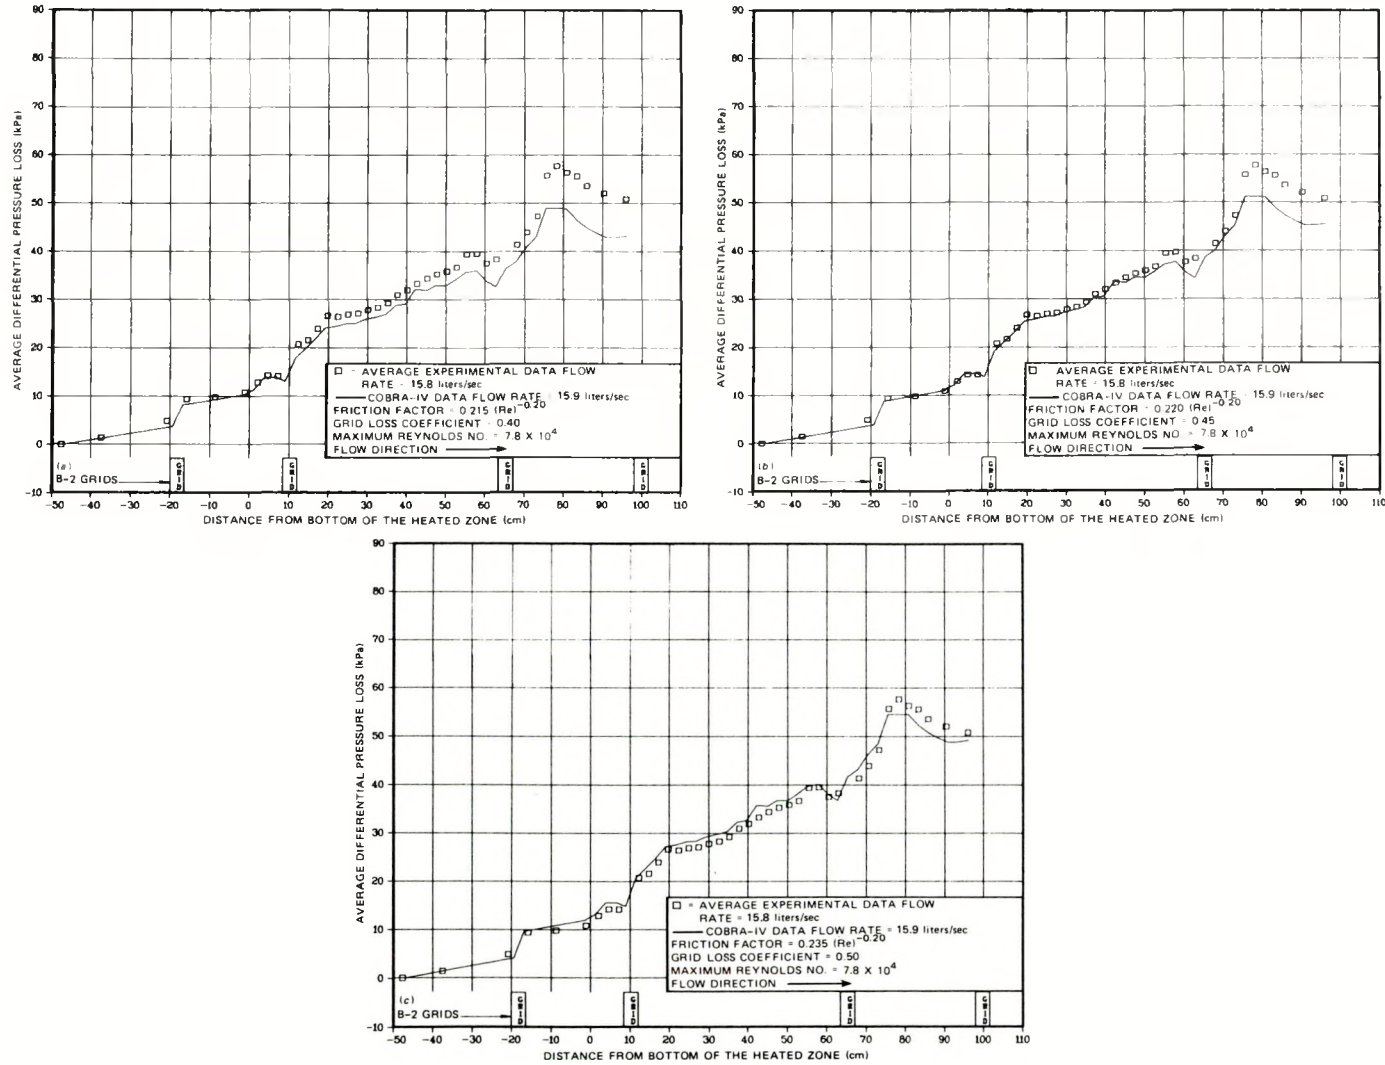 AVERAGE DIFFERENTIAL PRESSURE LOSS (kPa)
90
80
70
60
50
40
30
20
10
0
-10
□ - AVERAGE EXPERIMENTAL DATA FLOW
RATE - 15.8 liters/sec
COBRA-IV DATA FLOW RATE - 15.9 liters/sec
FRICTION FACTOR = 0.215 (Re)^-0.20
GRID LOSS COEFFICIENT - 0.40
MAXIMUM REYNOLDS NO. = 7.8 X 10^4
FLOW DIRECTION
(a)
B-2 GRIDS
GRID GRID GRID GRID
-50 -40 -30 -20 -10 0 10 20 30 40 50 60 70 80 90 100 110
DISTANCE FROM BOTTOM OF THE HEATED ZONE (cm)
AVERAGE DIFFERENTIAL PRESSURE LOSS (kPa)
90
80
70
60
50
40
30
20
10
0
-10
□ = AVERAGE EXPERIMENTAL DATA FLOW
RATE = 15.8 liters/sec
COBRA-IV DATA FLOW RATE - 15.9 liters/sec
FRICTION FACTOR = 0.220 (Re)^-0.20
GRID LOSS COEFFICIENT = 0.45
MAXIMUM REYNOLDS NO. = 7.8 X 10^4
FLOW DIRECTION
(b)
B-2 GRIDS
GRID GRID GRID GRID
-50 -40 -30 -20 -10 0 10 20 30 40 50 60 70 80 90 100 110
DISTANCE FROM BOTTOM OF THE HEATED ZONE (cm)
AVERAGE DIFFERENTIAL PRESSURE LOSS (kPa)
90
80
70
60
50
40
30
20
10
0
-10
□ = AVERAGE EXPERIMENTAL DATA FLOW
RATE = 15.8 liters/sec
COBRA-IV DATA FLOW RATE = 15.9 liters/sec
FRICTION FACTOR = 0.235 (Re)^-0.20
GRID LOSS COEFFICIENT = 0.50
MAXIMUM REYNOLDS NO. = 7.8 X 10^4
FLOW DIRECTION
(c)
B-2 GRIDS
GRID GRID GRID GRID
-50 -40 -30 -20 -10 0 10 20 30 40 50 60 70 80 90 100 110
DISTANCE FROM BOTTOM OF THE HEATED ZONE (cm)